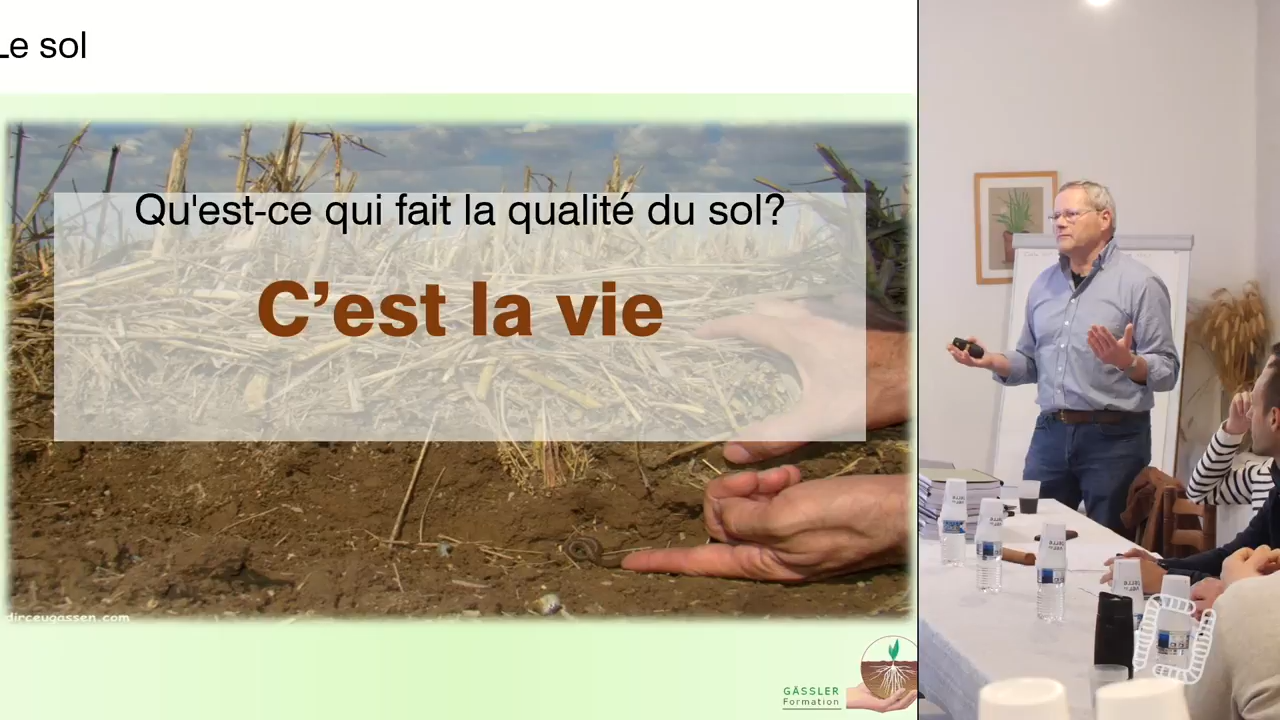 Le sol
Qu'est-ce qui fait la qualité du sol?
C'est la vie
dirceugassen.com
GÄSSLER
Formation